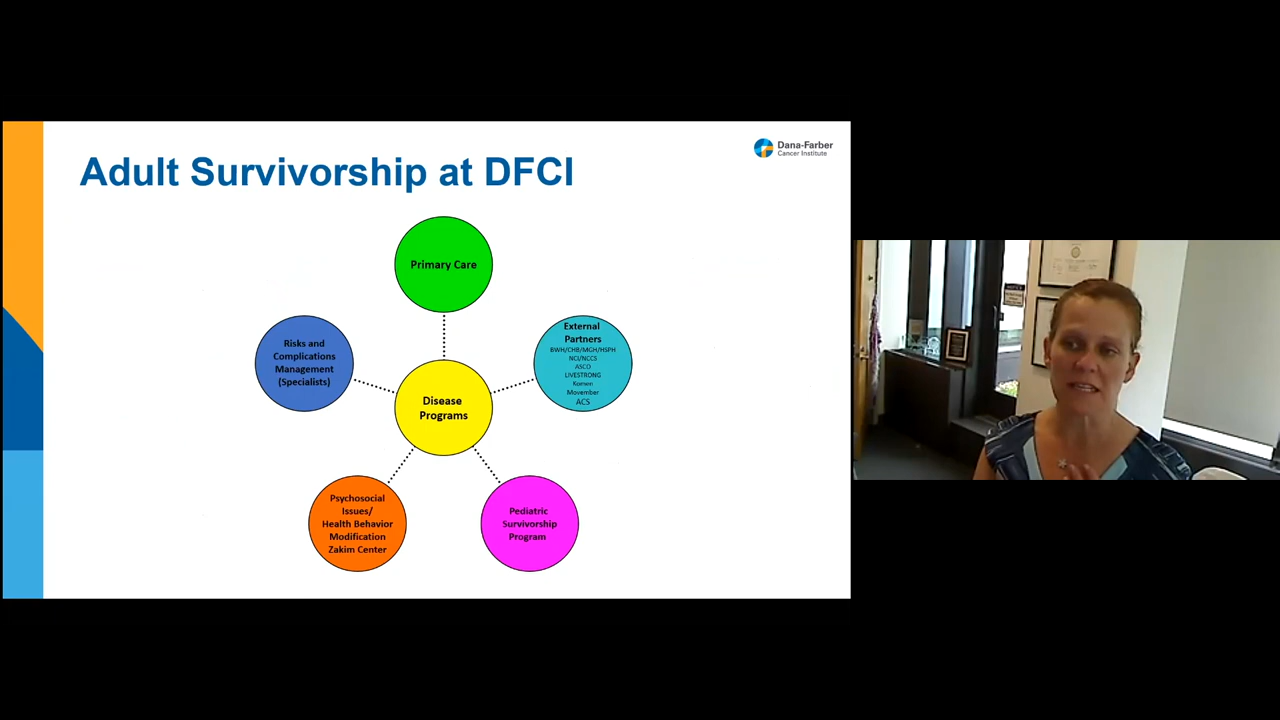 Adult Survivorship at DFCI
Dana-Farber
Cancer Institute
Primary Care
Risks and
Complications
Management
(Specialists)
External
Partners
BWH/CHB/MGH/HSPH
NCI/NCCS
ASCO
LIVESTRONG
Komen
Movember
ACS
Disease
Programs
Psychosocial
Issues/
Health Behavior
Modification
Zakim Center
Pediatric
Survivorship
Program